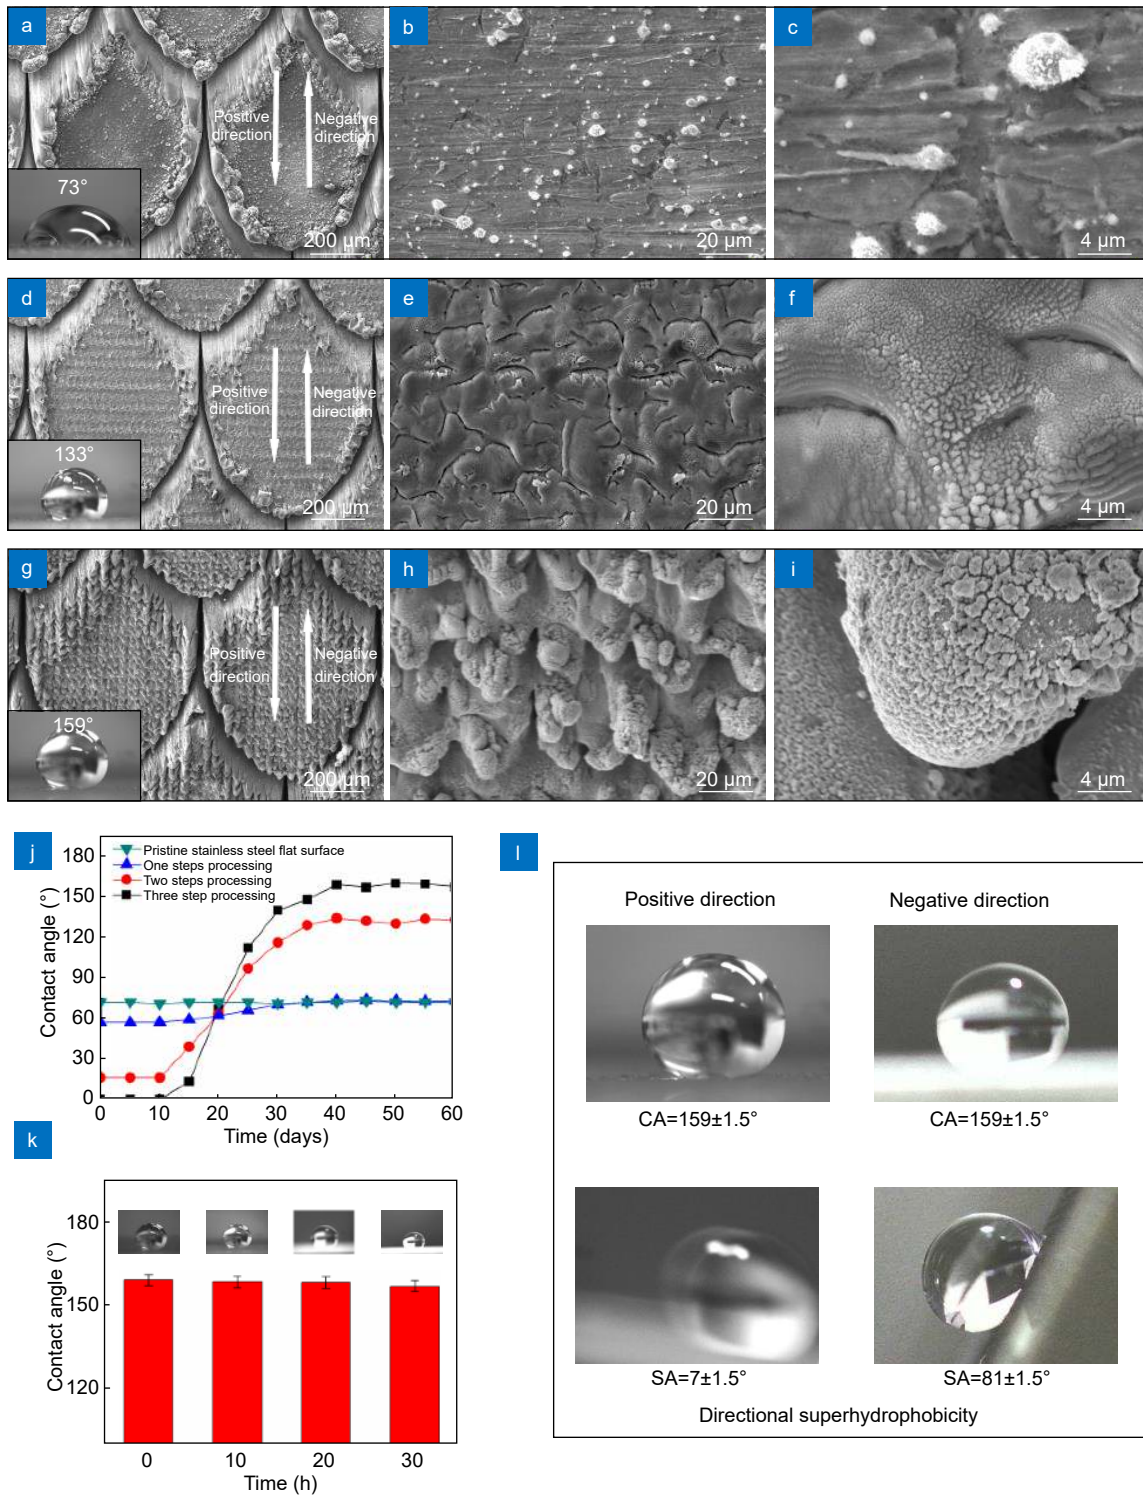 a
b
c
Positive
direction
Negative
direction
73°
200 µm
20 µm
4 µm
d
e
f
Positive
direction
Negative
direction
133°
200 µm
20 µm
4 µm
g
h
i
Positive
direction
Negative
direction
159°
200 µm
20 µm
4 µm
j
Pristine stainless steel flat surface
One steps processing
Two steps processing
Three step processing
180
150
120
90
60
30
0
Contact angle (°)
0 10 20 30 40 50 60
Time (days)
k
180
150
120
Contact angle (°)
0 10 20 30
Time (h)
l
Positive direction
Negative direction
CA=159±1.5°
CA=159±1.5°
SA=7±1.5°
SA=81±1.5°
Directional superhydrophobicity